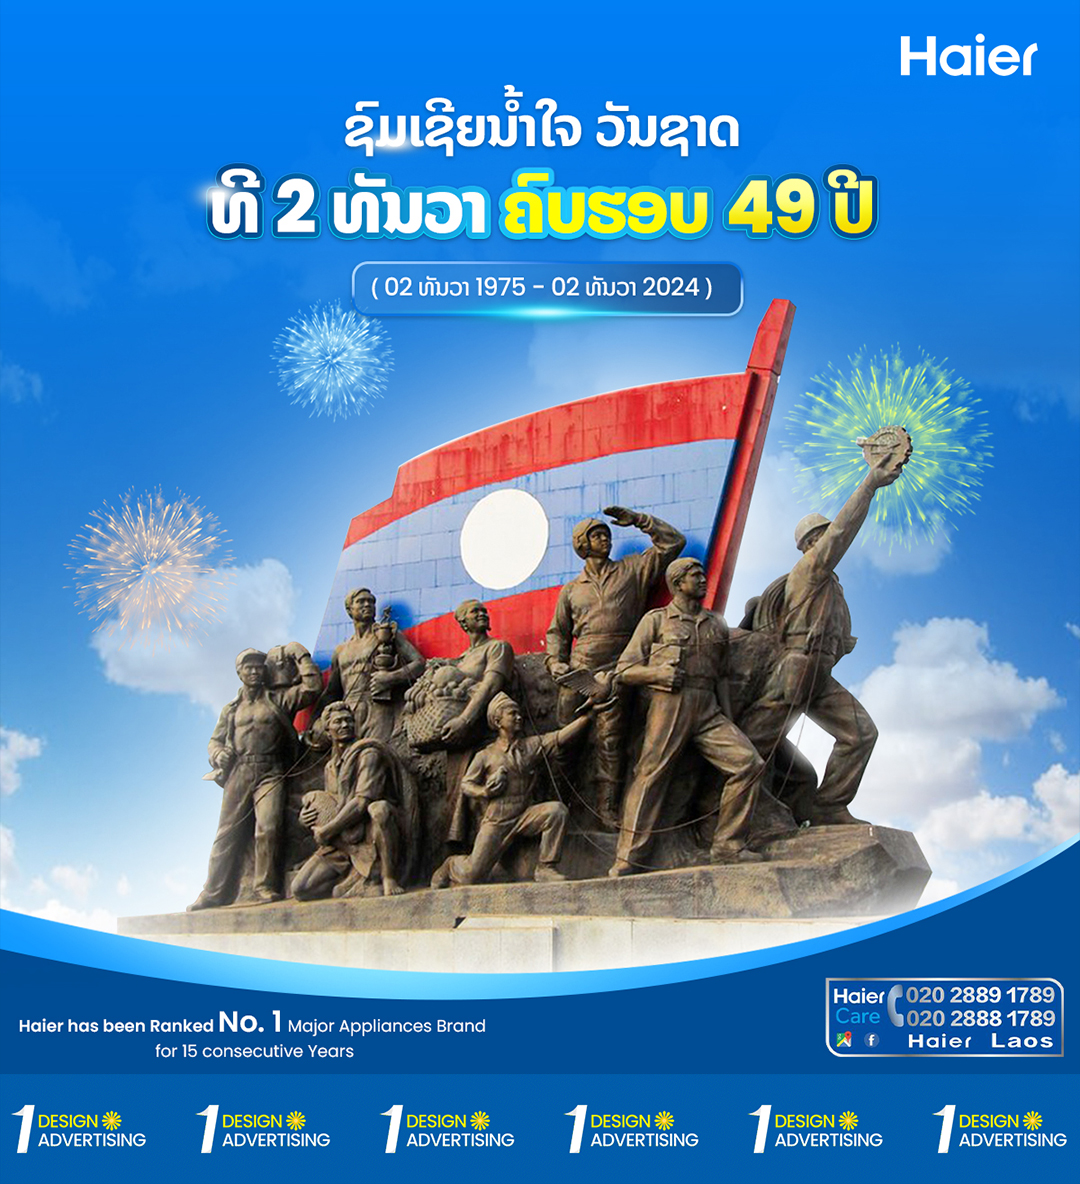 Haier
ຊົມເຊີຍນ້ຳໃຈ ວັນຊາດ
ທີ 2 ທັນວາ ຄົບຮອບ 49 ປີ
( 02 ທັນວາ 1975 - 02 ທັນວາ 2024 )
Haier has been Ranked No. 1 Major Appliances Brand
for 15 consecutive Years
Haier Care 020 2889 1789
020 2888 1789
Haier Laos
1 DESIGN ADVERTISING
1 DESIGN ADVERTISING
1 DESIGN ADVERTISING
1 DESIGN ADVERTISING
1 DESIGN ADVERTISING
1 DESIGN ADVERTISING